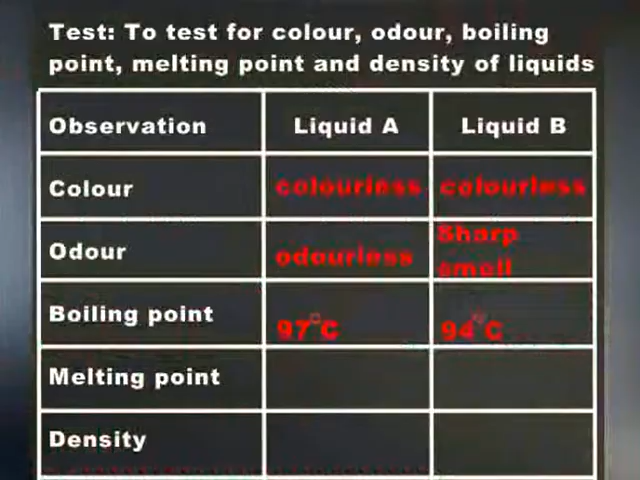 Test: To test for colour, odour, boiling
point, melting point and density of liquids
Observation Liquid A Liquid B
Colour colourless colourless
Odour odourless Sharp
smell
Boiling point 97°C 94°C
Melting point
Density